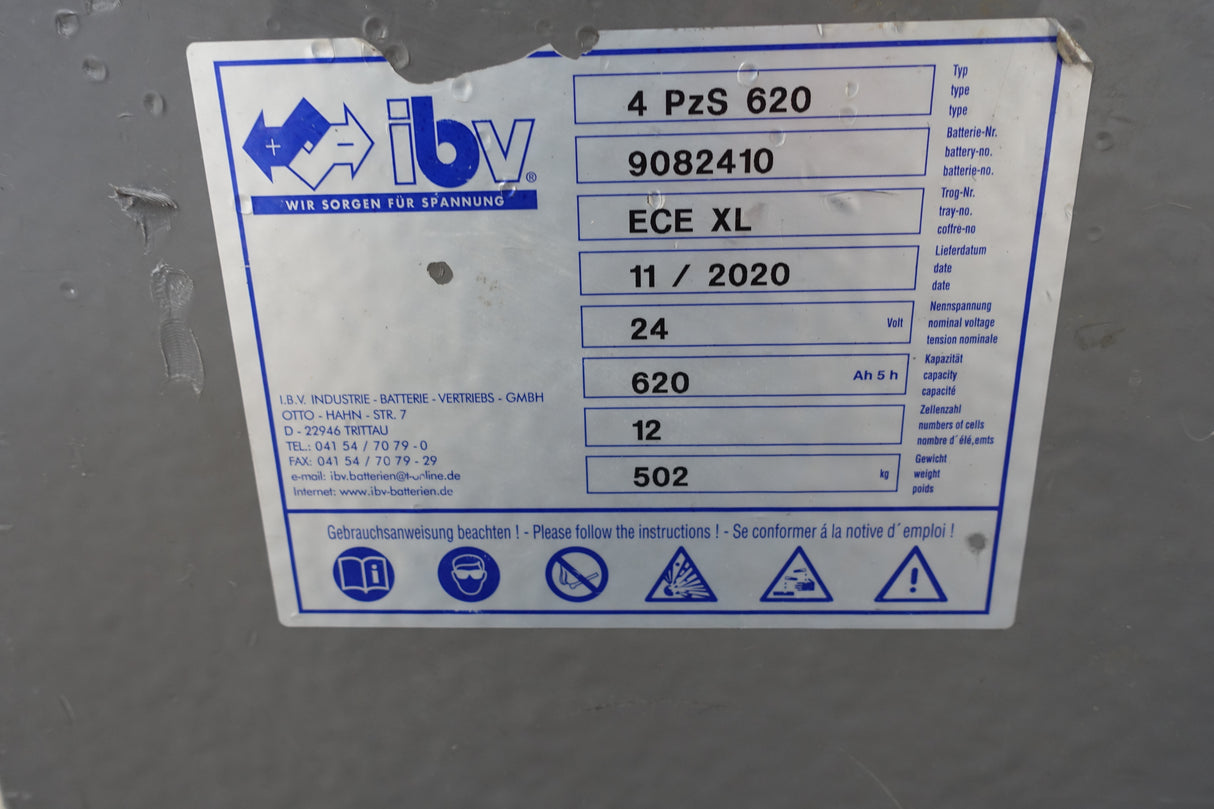 ibv®
WIR SORGEN FÜR SPANNUNG
4 PzS 620
Typ
type
type
9082410
Batterie-Nr.
battery-no.
batterie-no.
ECE XL
Trog-Nr.
tray-no.
coffre-no
11 / 2020
Lieferdatum
date
date
24 Volt
Nennspannung
nominal voltage
tension nominale
620 Ah 5 h
Kapazität
capacity
capacité
12
Zellenzahl
numbers of cells
nombre d´élé,emts
502 kg
Gewicht
weight
poids
I.B.V. INDUSTRIE - BATTERIE - VERTRIEBS - GMBH
OTTO - HAHN - STR. 7
D - 22946 TRITTAU
TEL.: 041 54 / 70 79 - 0
FAX: 041 54 / 70 79 - 29
e-mail: ibv.batterien@t-online.de
Internet: www.ibv-batterien.de
Gebrauchsanweisung beachten ! - Please follow the instructions ! - Se conformer á la notive d´emploi !